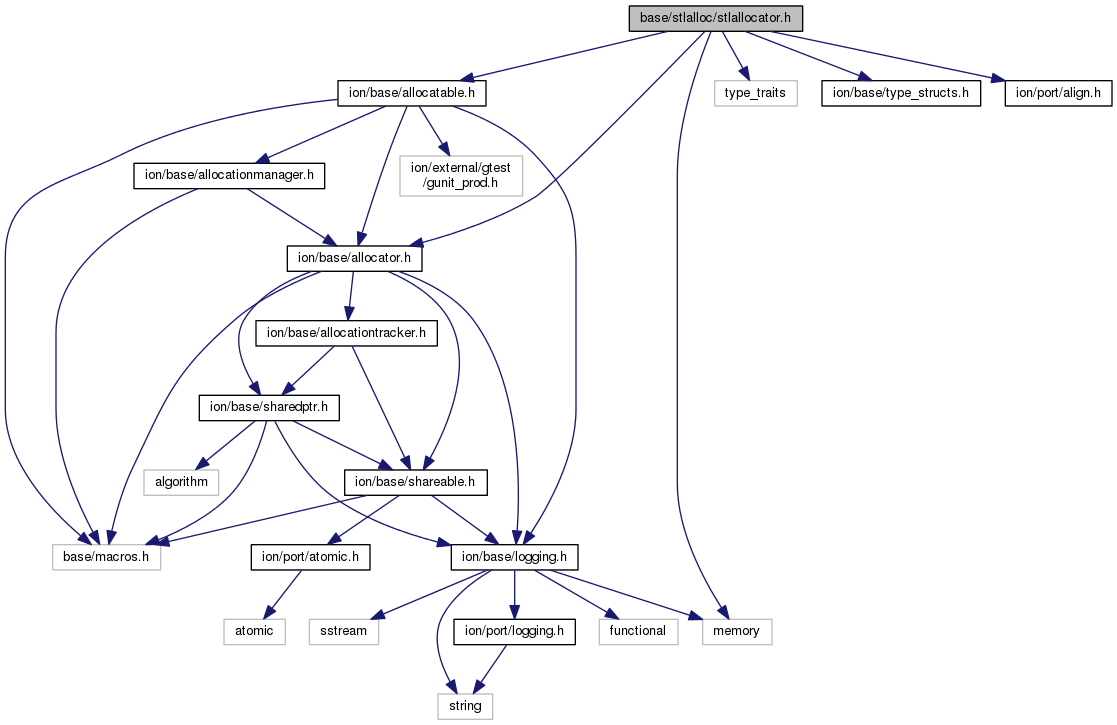 base/stlalloc/stlallocator.h
ion/base/allocatable.h
type_traits
ion/base/type_structs.h
ion/port/align.h
ion/base/allocationmanager.h
ion/external/gtest
/gunit_prod.h
ion/base/allocator.h
ion/base/allocationtracker.h
ion/base/sharedptr.h
algorithm
ion/base/shareable.h
base/macros.h
ion/port/atomic.h
ion/base/logging.h
atomic
sstream
ion/port/logging.h
functional
memory
string